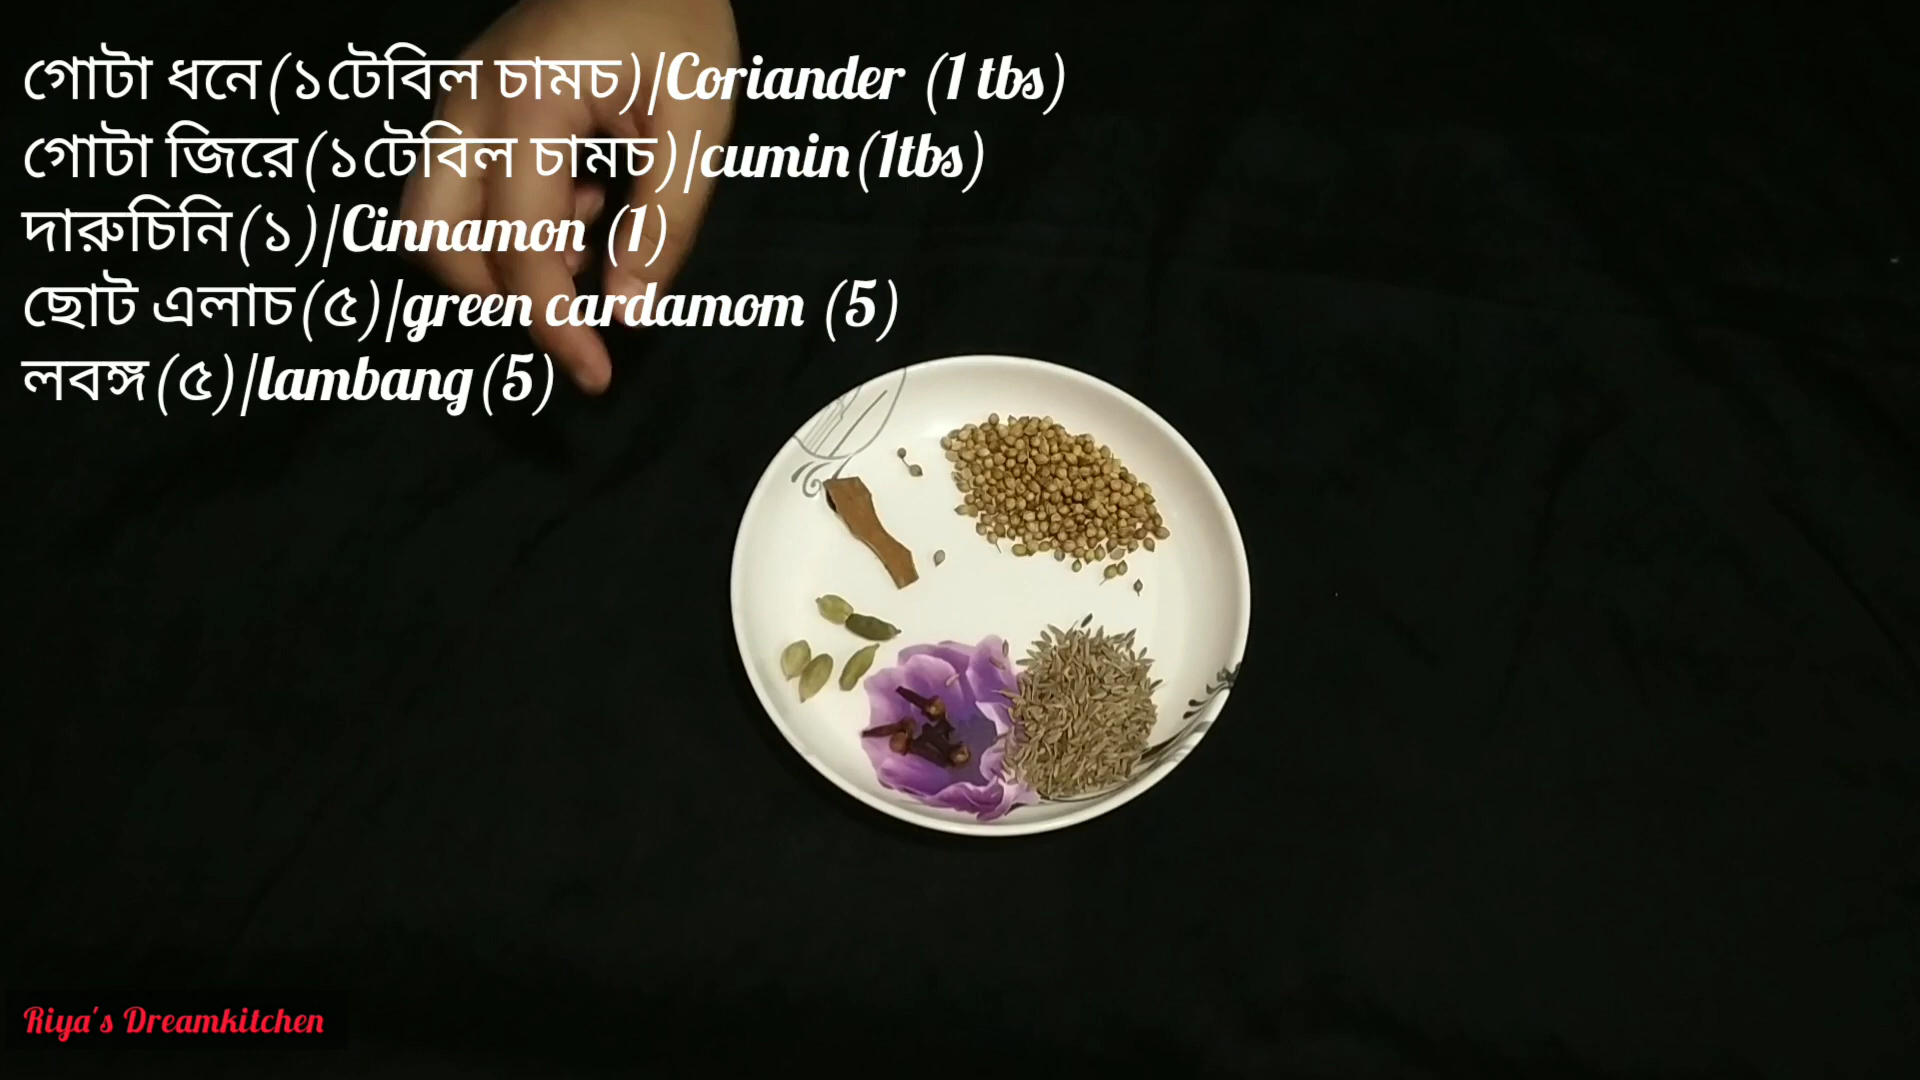 গোটা ধনে(১টেবিল চামচ)/Coriander (1 tbs)
গোটা জিরে(১টেবিল চামচ)/cumin(1tbs)
দারুচিনি(১)/Cinnamon (1)
ছোট এলাচ(৫)/green cardamom (5)
লবঙ্গ(৫)/lambang(5)
Riya's Dreamkitchen